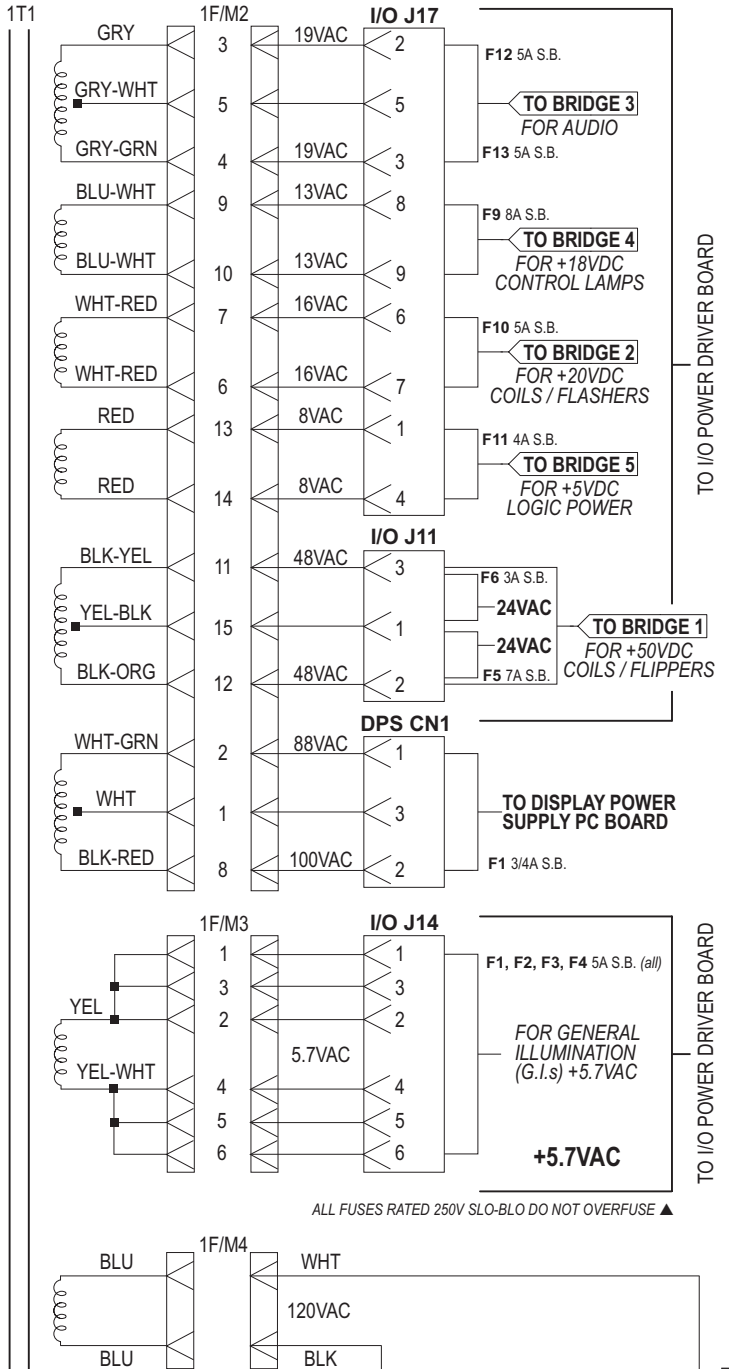 1T1 1F/M2 I/O J17
GRY 3 19VAC 2
F12 5A S.B.
GRY-WHT 5 5 TO BRIDGE 3
FOR AUDIO
GRY-GRN 4 19VAC 3 F13 5A S.B.
BLU-WHT 9 13VAC 8
F9 8A S.B.
TO BRIDGE 4
BLU-WHT 10 13VAC 9 FOR +18VDC
CONTROL LAMPS
WHT-RED 7 16VAC 6
F10 5A S.B.
TO BRIDGE 2
WHT-RED 6 16VAC 7 FOR +20VDC
COILS / FLASHERS
RED 13 8VAC 1
F11 4A S.B.
TO BRIDGE 5
RED 14 8VAC 4 FOR +5VDC
LOGIC POWER
TO I/O POWER DRIVER BOARD
I/O J11
BLK-YEL 11 48VAC 3
F6 3A S.B.
24VAC
YEL-BLK 15 1 TO BRIDGE 1
24VAC FOR +50VDC
COILS / FLIPPERS
BLK-ORG 12 48VAC 2 F5 7A S.B.
DPS CN1
WHT-GRN 2 88VAC 1
WHT 1 3 TO DISPLAY POWER
SUPPLY PC BOARD
BLK-RED 8 100VAC 2 F1 3/4A S.B.
1F/M3 I/O J14
1 1 F1, F2, F3, F4 5A S.B. (all)
3 3
YEL 2 2
5.7VAC
FOR GENERAL
ILLUMINATION
(G.I.s) +5.7VAC
YEL-WHT 4 4
5 5
6 6 +5.7VAC
TO I/O POWER DRIVER BOARD
ALL FUSES RATED 250V SLO-BLO DO NOT OVERFUSE ▲
1F/M4
BLU WHT
120VAC
BLU BLK